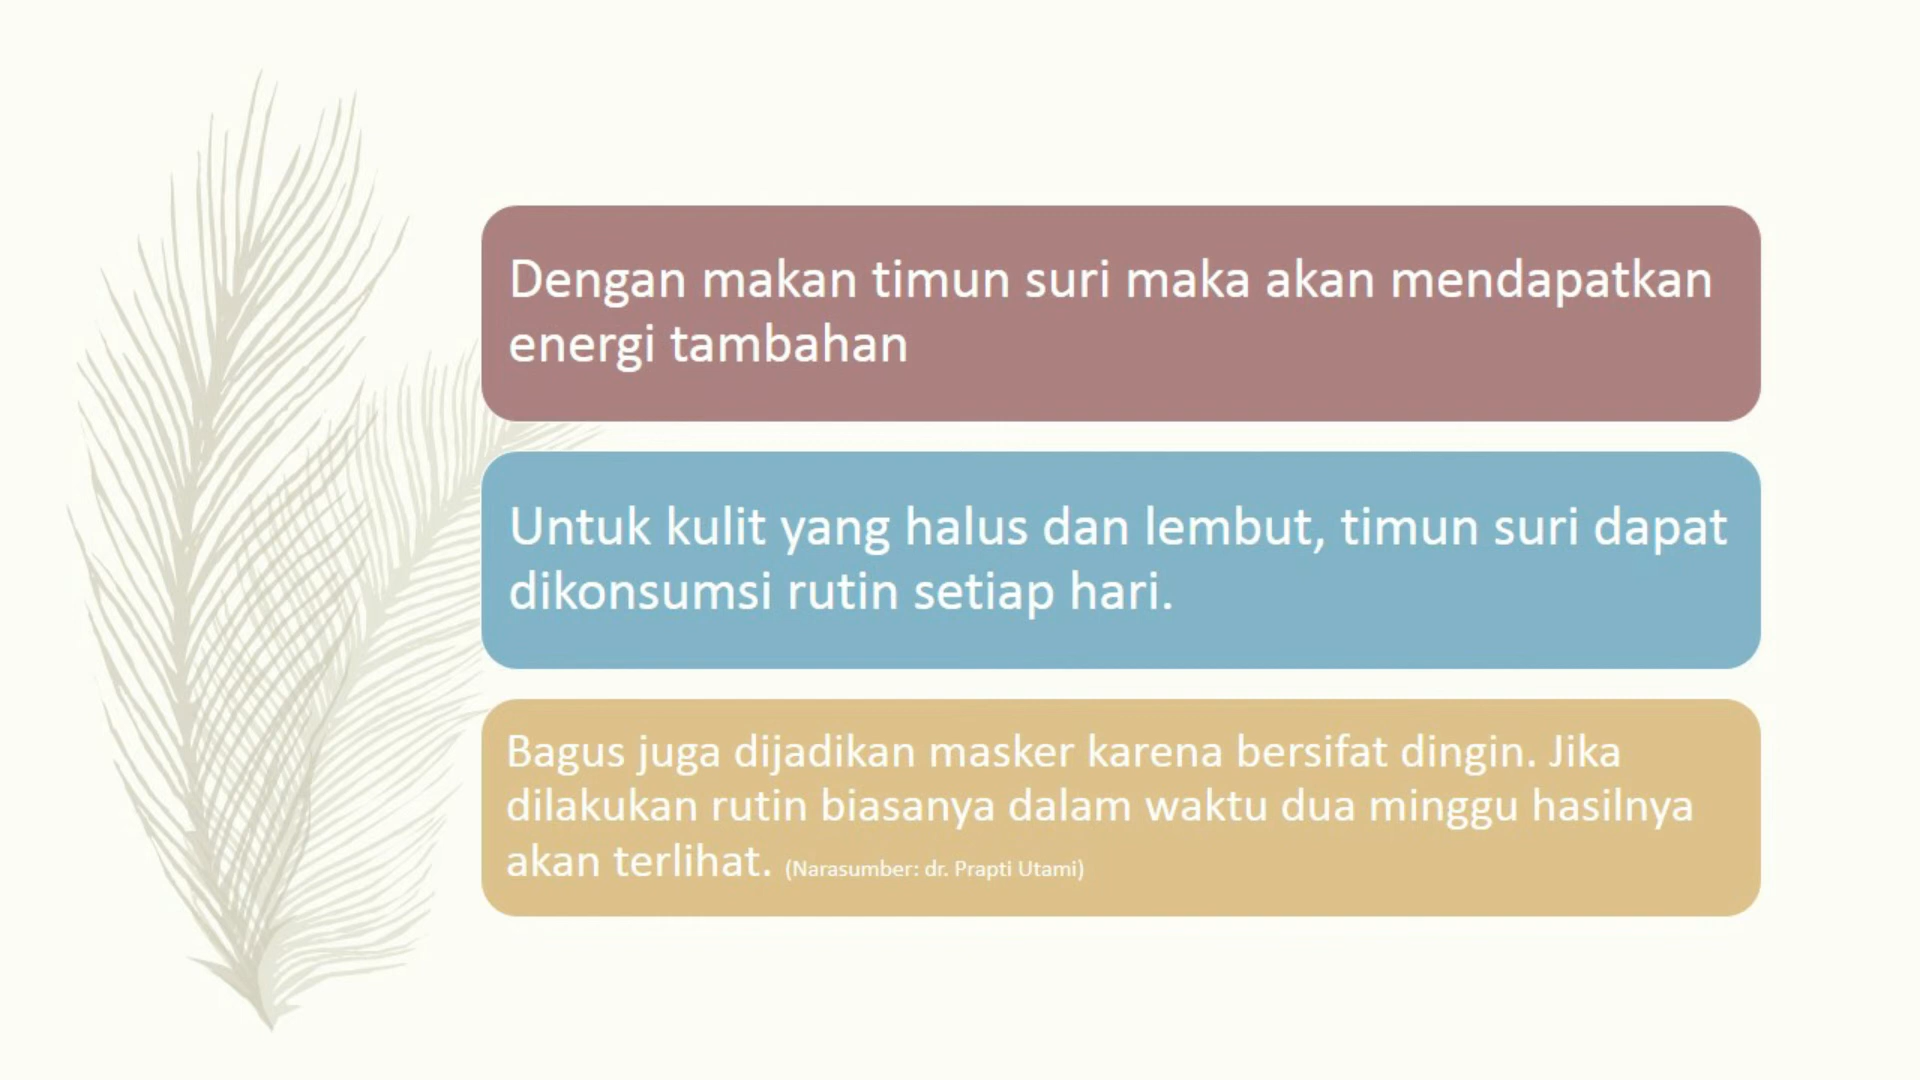 Dengan makan timun suri maka akan mendapatkan
energi tambahan
Untuk kulit yang halus dan lembut, timun suri dapat
dikonsumsi rutin setiap hari.
Bagus juga dijadikan masker karena bersifat dingin. Jika
dilakukan rutin biasanya dalam waktu dua minggu hasilnya
akan terlihat. (Narasumber: dr. Prapti Utami)